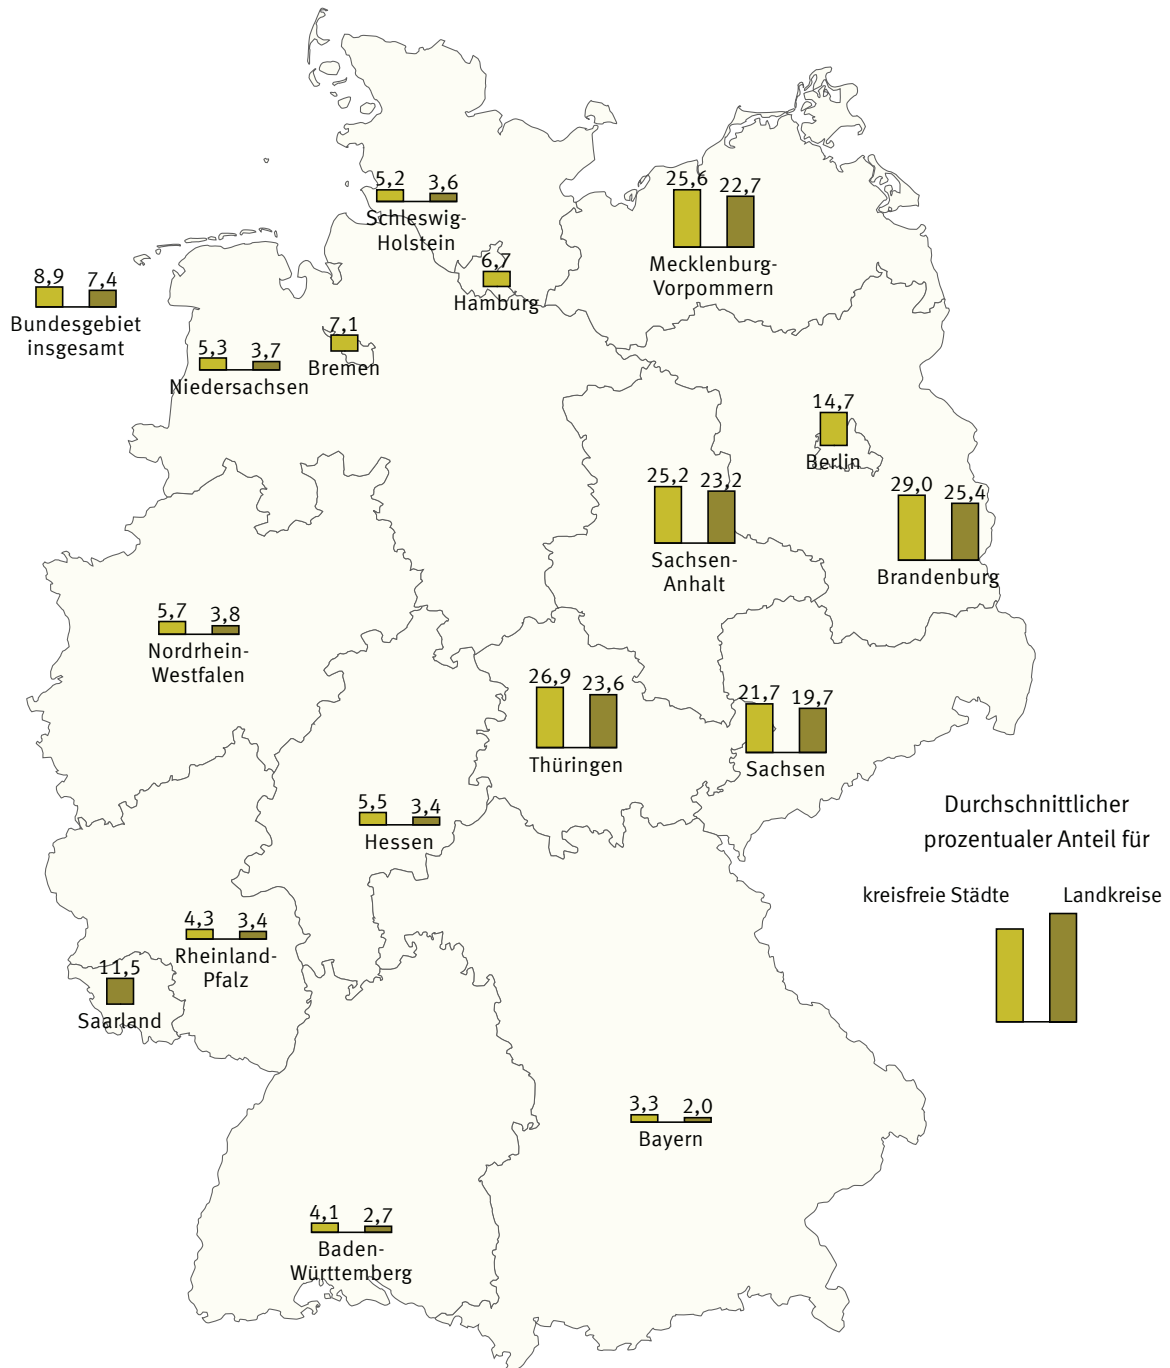 5,2 3,6
Schleswig-
Holstein
25,6 22,7
Mecklenburg-
Vorpommern
6,7
Hamburg
8,9 7,4
Bundesgebiet
insgesamt
7,1
Bremen
5,3 3,7
Niedersachsen
14,7
Berlin
25,2 23,2
Sachsen-
Anhalt
29,0 25,4
Brandenburg
5,7 3,8
Nordrhein-
Westfalen
26,9 23,6
Thüringen
21,7 19,7
Sachsen
5,5 3,4
Hessen
Durchschnittlicher
prozentualer Anteil für
kreisfreie Städte Landkreise
4,3 3,4
Rheinland-
Pfalz
11,5
Saarland
3,3 2,0
Bayern
4,1 2,7
Baden-
Württemberg